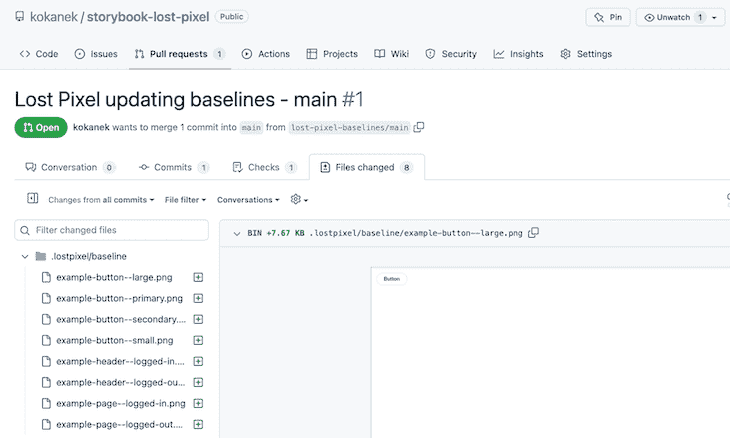 kokanek / storybook-lost-pixel Public
Pin Unwatch 1
Code Issues Pull requests 1 Actions Projects Wiki Security Insights Settings
Lost Pixel updating baselines - main #1
Open kokanek wants to merge 1 commit into main from lost-pixel-baselines/main
Conversation 0 Commits 1 Checks 1 Files changed 8
Changes from all commits File filter Conversations
Filter changed files
BIN +7.67 KB .lostpixel/baseline/example-button--large.png
.lostpixel/baseline
example-button--large.png
example-button--primary.png
example-button--secondary....
example-button--small.png
example-header--logged-in....
example-header--logged-ou...
example-page--logged-in.png
example-page--logged-out....
Button